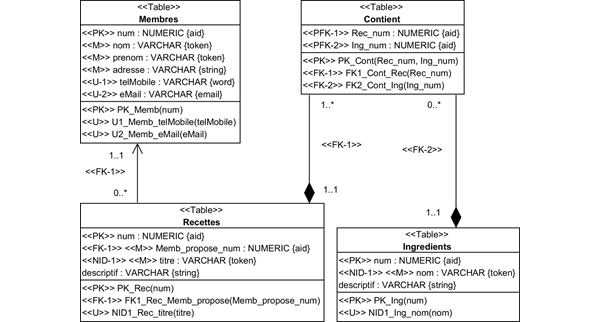 <<Table>>
Membres
<<PK>> num : NUMERIC {aid}
<<M>> nom : VARCHAR {token}
<<M>> prenom : VARCHAR {token}
<<M>> adresse : VARCHAR {string}
<<U-1>> telMobile : VARCHAR {word}
<<U-2>> eMail : VARCHAR {email}
<<PK>> PK_Memb(num)
<<U>> U1_Memb_telMobile(telMobile)
<<U>> U2_Memb_eMail(eMail)
<<Table>>
Contient
<<PFK-1>> Rec_num : NUMERIC {aid}
<<PFK-2>> Ing_num : NUMERIC {aid}
<<PK>> PK_Cont(Rec_num, Ing_num)
<<FK-1>> FK1_Cont_Rec(Rec_num)
<<FK-2>> FK2_Cont_Ing(Ing_num)
1..*
0..*
<<FK-1>>
<<FK-2>>
1..1
<<FK-1>>
0..*
1..1
1..1
<<Table>>
Recettes
<<PK>> num : NUMERIC {aid}
<<FK-1>> <<M>> Memb_propose_num : NUMERIC {aid}
<<NID-1>> <<M>> titre : VARCHAR {token}
descriptif : VARCHAR {string}
<<PK>> PK_Rec(num)
<<FK-1>> FK1_Rec_Memb_propose(Memb_propose_num)
<<U>> NID1_Rec_titre(titre)
<<Table>>
Ingredients
<<PK>> num : NUMERIC {aid}
<<NID-1>> <<M>> nom : VARCHAR {token}
descriptif : VARCHAR {string}
<<PK>> PK_Ing(num)
<<U>> NID1_Ing_nom(nom)